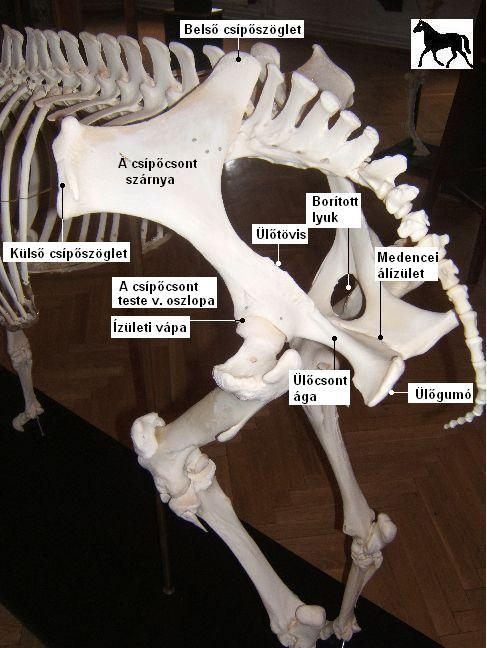 Belső csípőszöglet
A csípőcsont
szárnya
Borított
lyuk
Ülőtövis
Külső csípőszöglet
Medencei
álízület
A csípőcsont
teste v. oszlopa
Ízületi vápa
Ülőcsont
ága
Ülőgumó